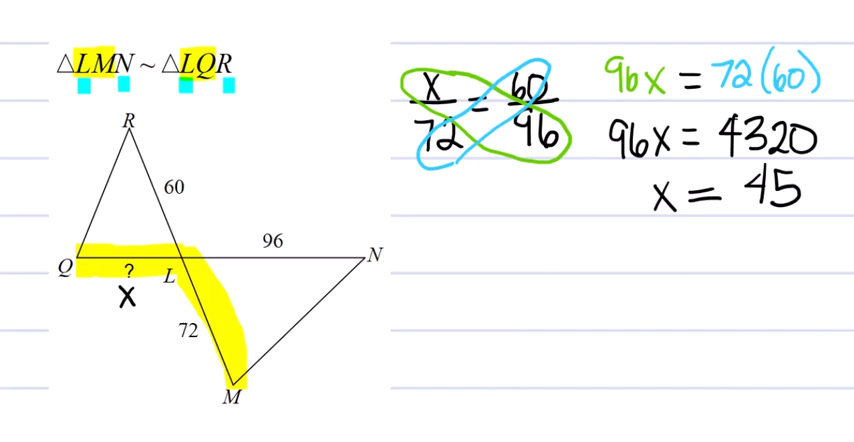 △LMN ~ △LQR
R
60
96
Q
?
L
N
X
72
M
x/72 = 60/96
96x = 72(60)
96x = 4320
x = 45